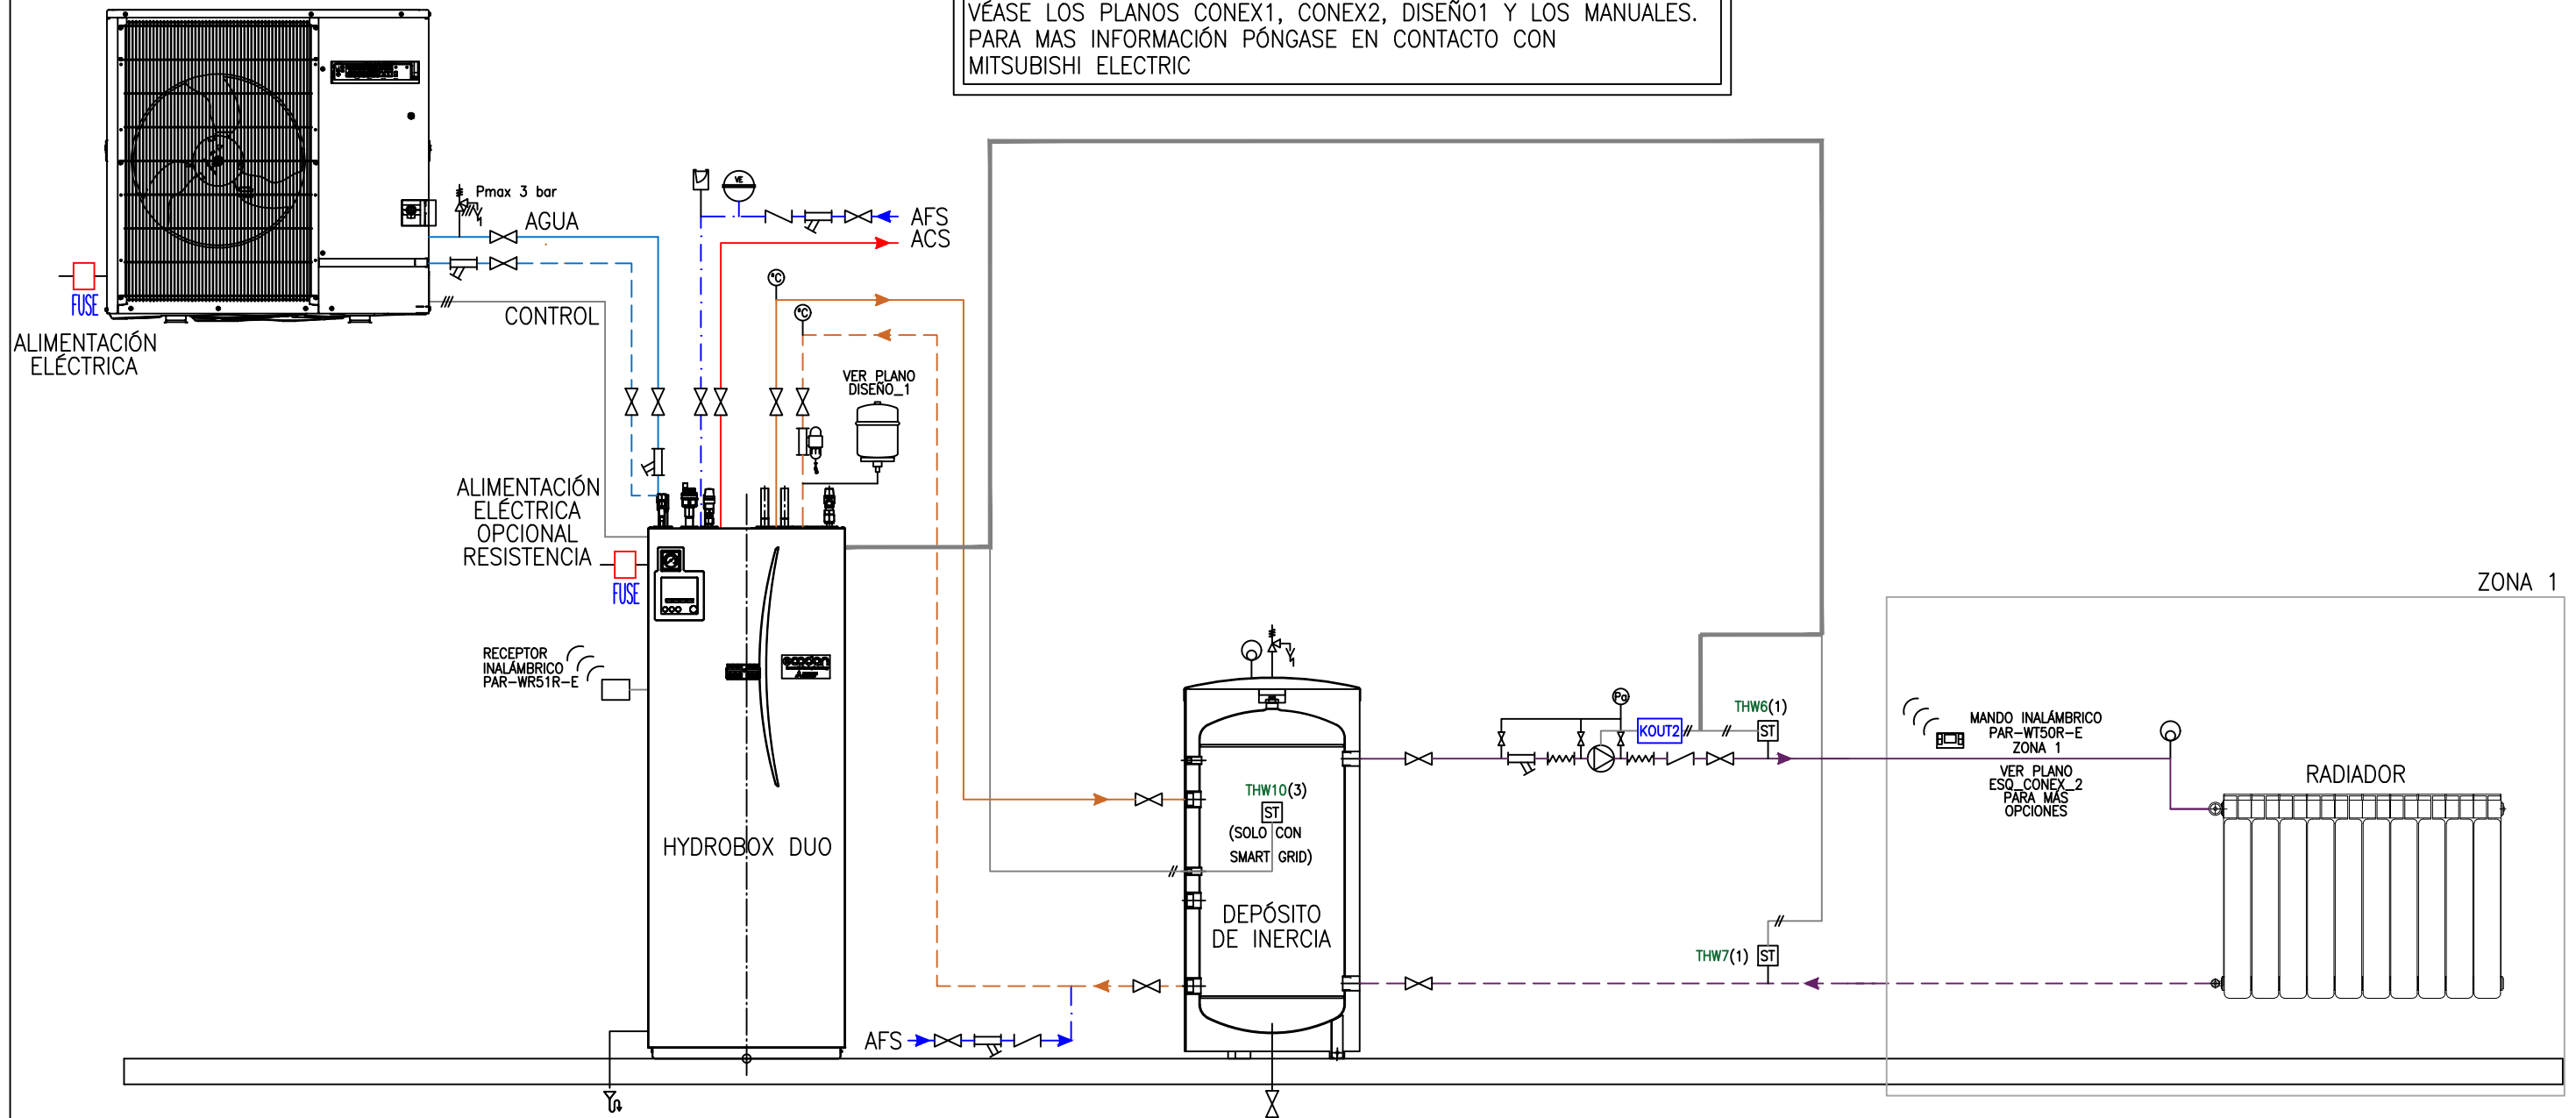 VÉASE LOS PLANOS CONEX1, CONEX2, DISEÑO1 Y LOS MANUALES.
PARA MAS INFORMACIÓN PÓNGASE EN CONTACTO CON
MITSUBISHI ELECTRIC
Pmax 3 bar
AGUA
VE
AFS
ACS
°C
°C
FUSE
CONTROL
ALIMENTACIÓN
ELÉCTRICA
VER PLANO
DISEÑO_1
ALIMENTACIÓN
ELÉCTRICA
OPCIONAL
RESISTENCIA
FUSE
ZONA 1
RECEPTOR
INALÁMBRICO
PAR-WR51R-E
ecodan
Pa
KOUT2
THW6(1)
ST
MANDO INALÁMBRICO
PAR-WT50R-E
ZONA 1
VER PLANO
ESQ_CONEX_2
PARA MÁS
OPCIONES
RADIADOR
THW10(3)
ST
(SOLO CON
SMART GRID)
HYDROBOX DUO
DEPÓSITO
DE INERCIA
THW7(1)
ST
AFS